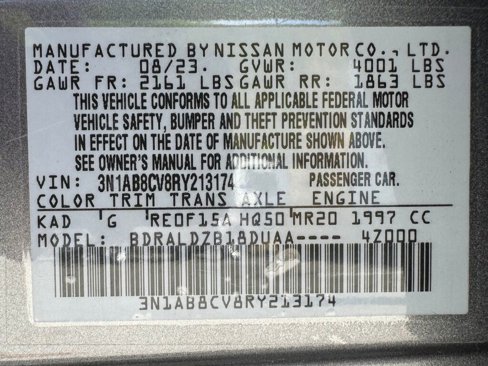 MANUFACTURED BY NISSAN MOTOR CO., LTD.
DATE: 08/23. GVWR: 4001 LBS
GAWR FR: 2161 LBS GAWR RR: 1863 LBS
THIS VEHICLE CONFORMS TO ALL APPLICABLE FEDERAL MOTOR
VEHICLE SAFETY, BUMPER AND THEFT PREVENTION STANDARDS
IN EFFECT ON THE DATE OF MANUFACTURE SHOWN ABOVE.
SEE OWNER'S MANUAL FOR ADDITIONAL INFORMATION.
VIN: 3N1AB8CV8RY213174 PASSENGER CAR.
COLOR TRIM TRANS AXLE ENGINE
KAD G RE0F15A HQ50 MR20 1997 CC
MODEL: BDRALDZB18DUAA---- 4Z000
3N1AB8CV8RY213174